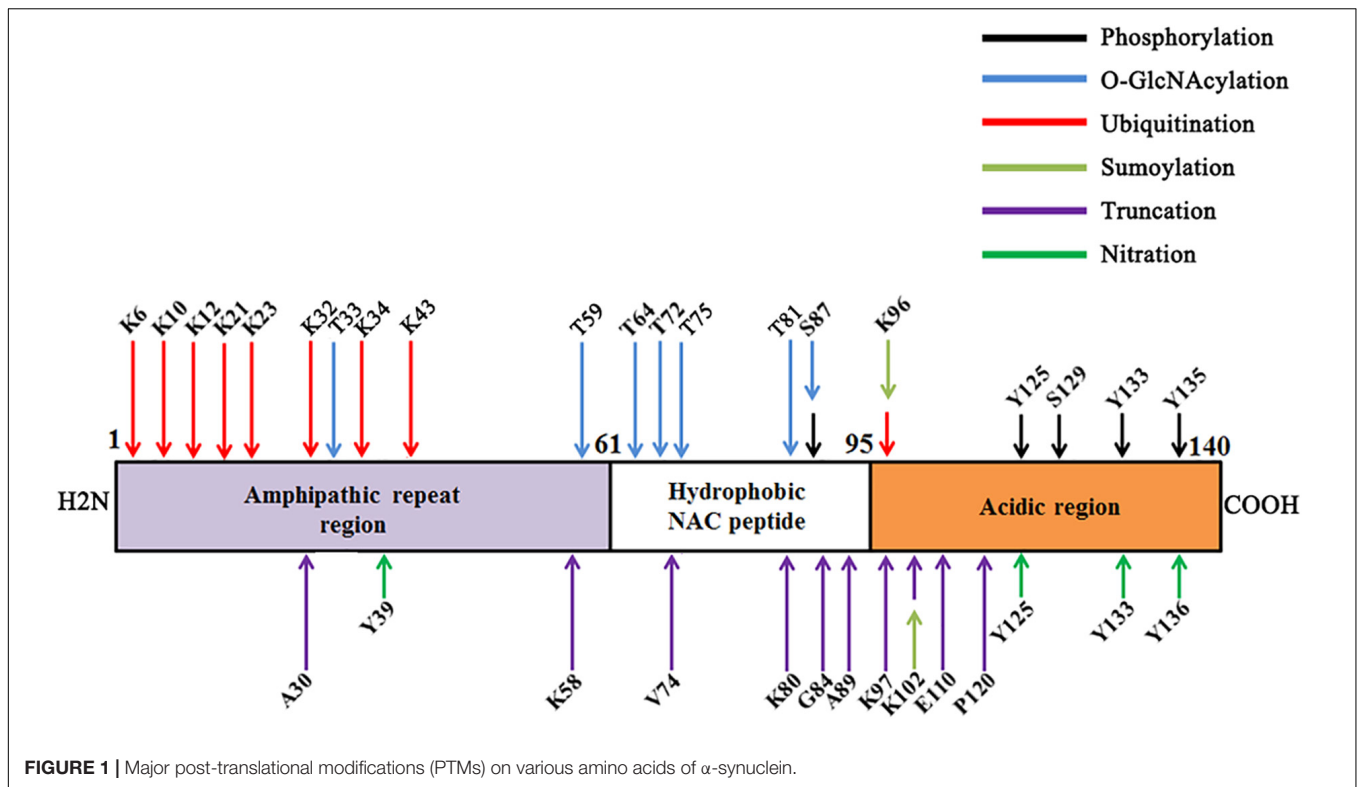 Phosphorylation
O-GlcNAcylation
Ubiquitination
Sumoylation
Truncation
Nitration
K6 K10 K12 K21 K23 K32 T33 K34 K43 T59 T64 T72 T75 T81 S87 K96 Y125 S129 Y133 Y135
1 61 95 140
H2N
Amphipathic repeat
region
Hydrophobic
NAC peptide
Acidic region
COOH
A30 Y39 K58 V74 K80 G84 A89 K97 K102 E110 P120 Y125 Y133 Y136
FIGURE 1 | Major post-translational modifications (PTMs) on various amino acids of α-synuclein.